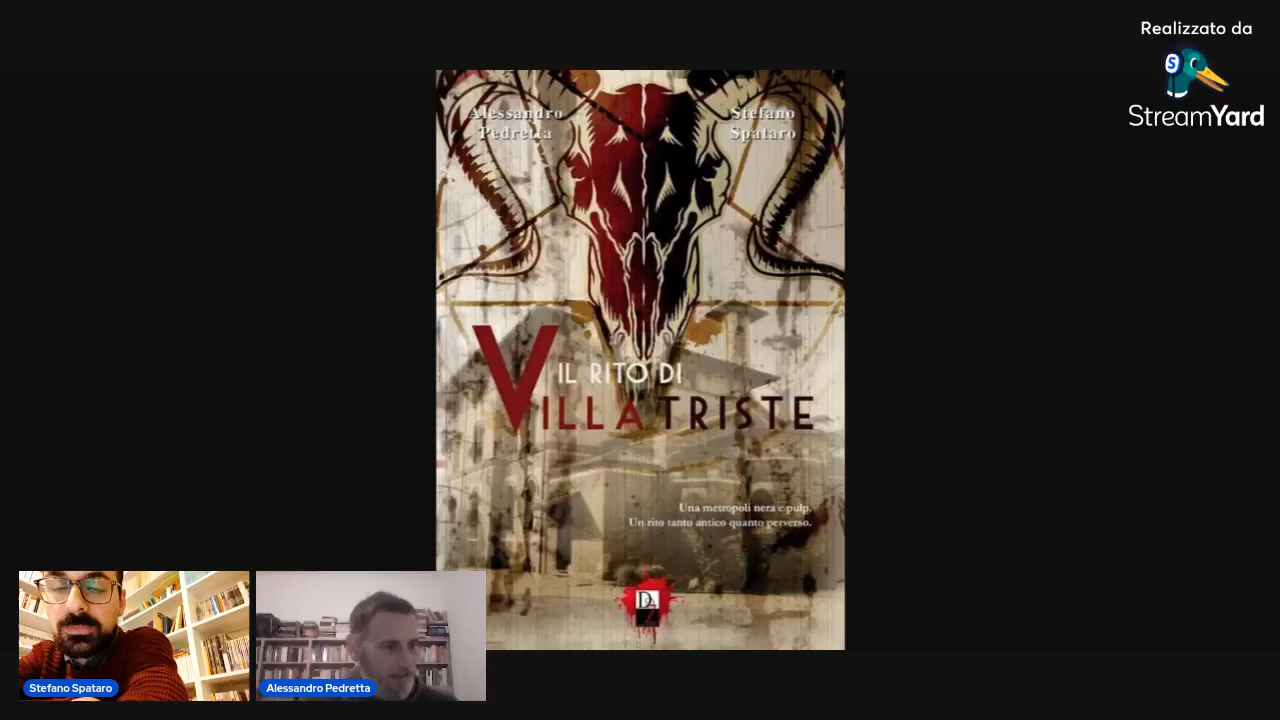 Realizzato da
StreamYard
Alessandro
Pedretta
Stefano
Spataro
IL RITO DI
VILLA TRISTE
Una metropoli nera e pulp.
Un rito tanto antico quanto perverso.
Stefano Spataro
Alessandro Pedretta